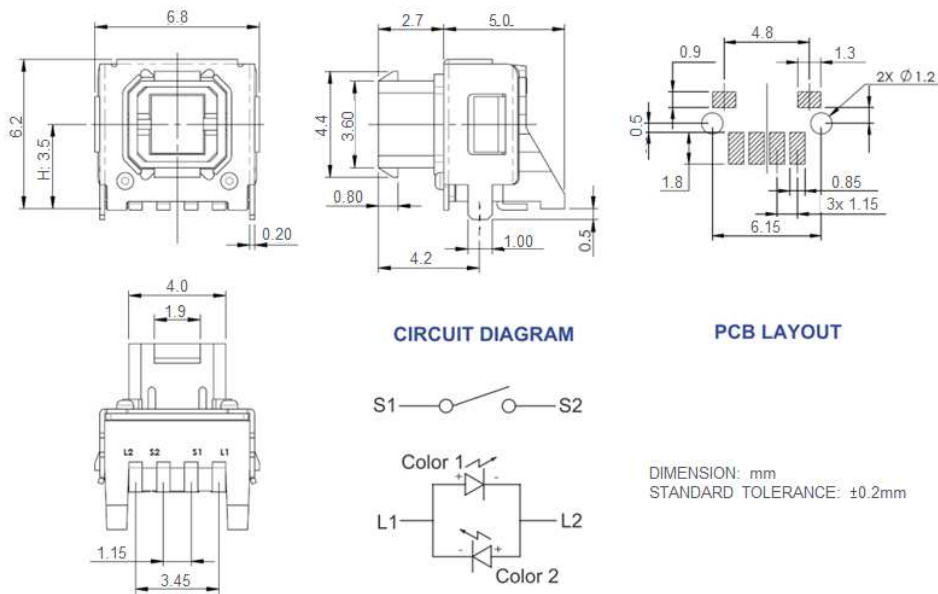 6.8
6.2
H: 3.5
0.20
2.7
5.0
4.4
3.60
0.80
1.00
0.5
4.2
4.8
0.9
1.3
2X Ø1.2
0.5
1.8
0.85
3x 1.15
6.15
4.0
1.9
L2 S2 S1 L1
1.15
3.45
CIRCUIT DIAGRAM
S1 S2
Color 1
+ -
L1 L2
- +
Color 2
PCB LAYOUT
DIMENSION: mm
STANDARD TOLERANCE: ±0.2mm